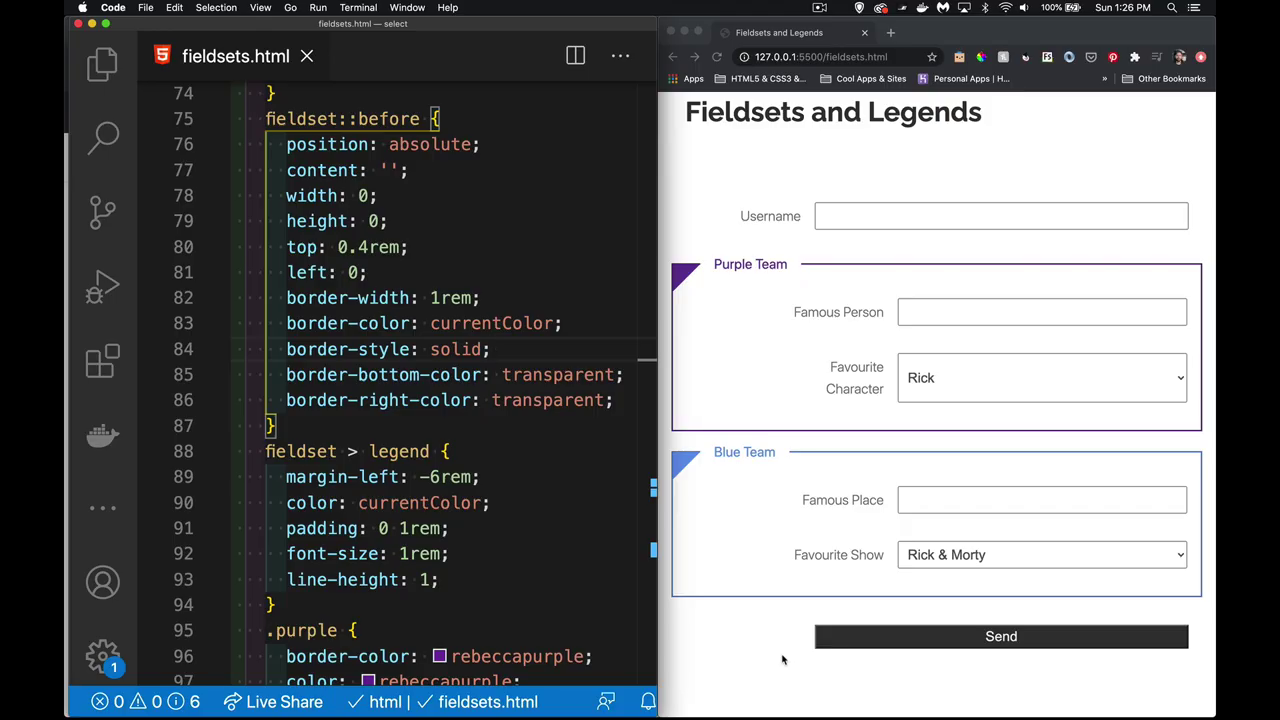 Code File Edit Selection View Go Run Terminal Window Help 100% Sun 1:26 PM
fieldsets.html — select
fieldsets.html
74 }
75 fieldset::before {
76 position: absolute;
77 content: '';
78 width: 0;
79 height: 0;
80 top: 0.4rem;
81 left: 0;
82 border-width: 1rem;
83 border-color: currentColor;
84 border-style: solid;
85 border-bottom-color: transparent;
86 border-right-color: transparent;
87 }
88 fieldset > legend {
89 margin-left: -6rem;
90 color: currentColor;
91 padding: 0 1rem;
92 font-size: 1rem;
93 line-height: 1;
94 }
95 .purple {
96 border-color: rebeccapurple;
97 color: rebeccapurple;
1
0 0 6 Live Share html fieldsets.html
Fieldsets and Legends
127.0.0.1:5500/fieldsets.html
Apps HTML5 & CSS3 &... Cool Apps & Sites Personal Apps | H... » Other Bookmarks
Fieldsets and Legends
Username
Purple Team
Famous Person
Favourite
Character
Rick
Blue Team
Famous Place
Favourite Show Rick & Morty
Send